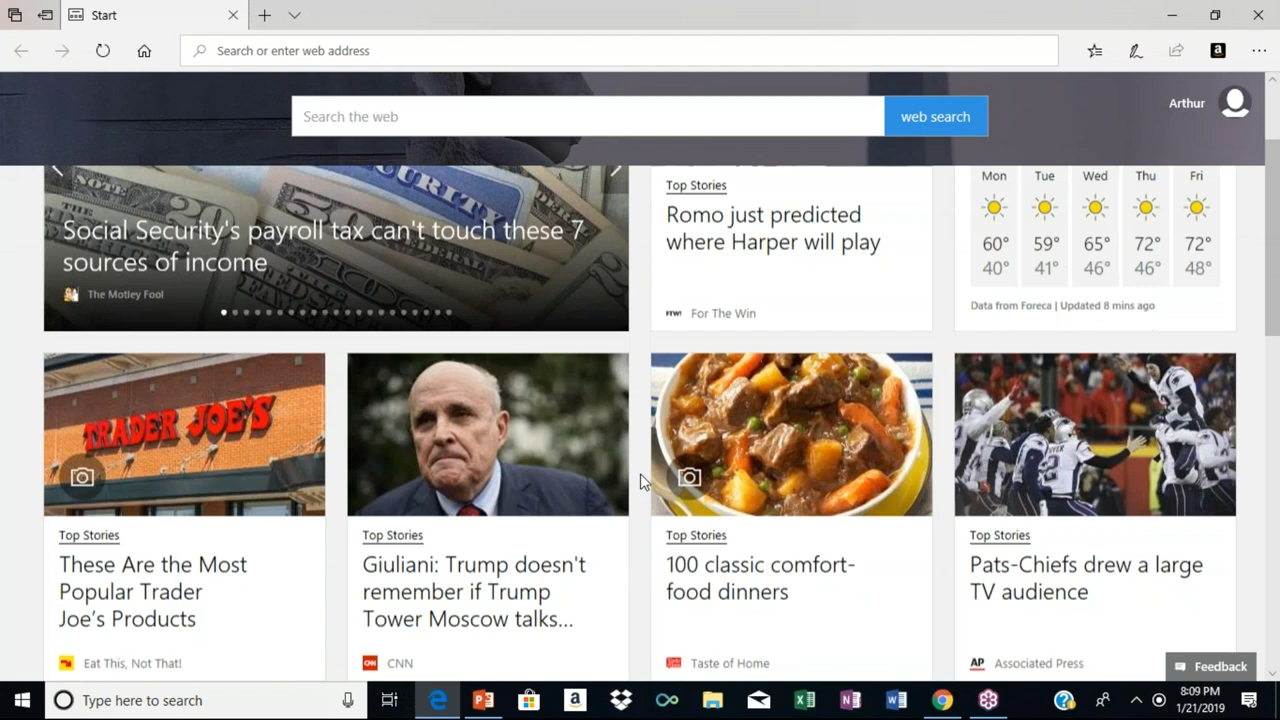 Start
Search or enter web address
Search the web
web search
Arthur
SECURITY
NOTE
Social Security's payroll tax can't touch these 7
sources of income
The Motley Fool
Top Stories
Romo just predicted
where Harper will play
FTW!
For The Win
Mon Tue Wed Thu Fri
60° 59° 65° 72° 72°
40° 41° 46° 46° 48°
Data from Foreca | Updated 8 mins ago
TRADER JOE'S
Top Stories
These Are the Most
Popular Trader
Joe's Products
Eat This, Not That!
Top Stories
Giuliani: Trump doesn't
remember if Trump
Tower Moscow talks...
CNN
Top Stories
100 classic comfort-
food dinners
Taste of Home
Top Stories
Pats-Chiefs drew a large
TV audience
AP
Associated Press
Feedback
Type here to search
8:09 PM
1/21/2019